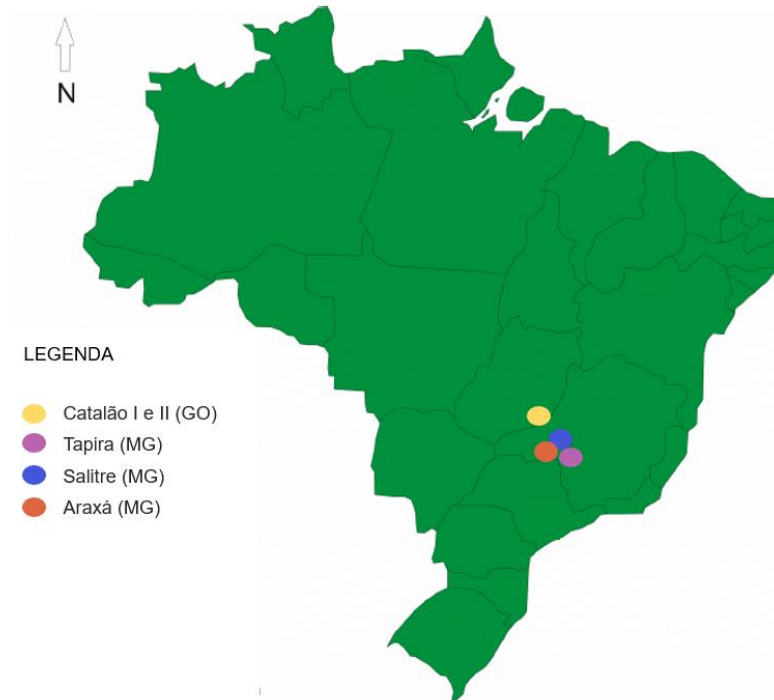 N
LEGENDA
Catalão I e II (GO)
Tapira (MG)
Salitre (MG)
Araxá (MG)